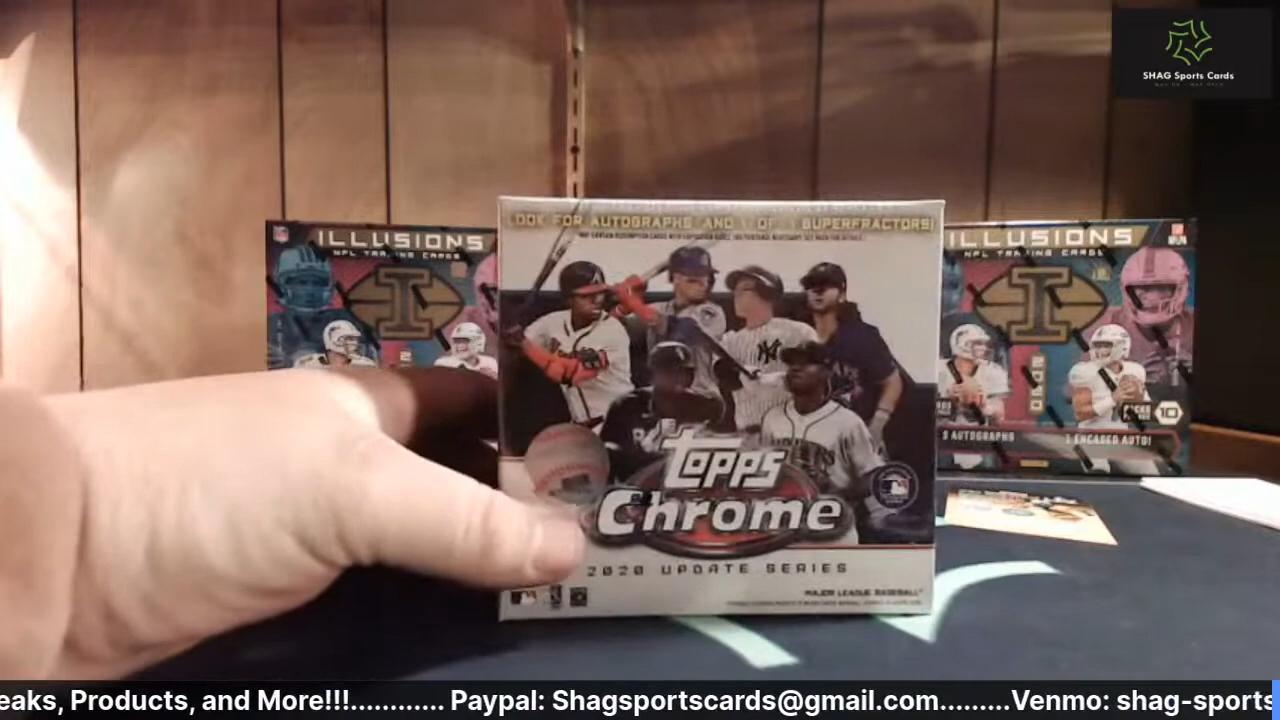 SHAG Sports Cards
LOOK FOR AUTOGRAPHS AND 1 OF 1 SUPERFRACTORS!
ILLUSIONS
NFL TRADING CARDS
ILLUSIONS
NFL TRADING CARDS
I
I
2020
10
AUTOGRAPHS
1 ENCASED AUTO!
Topps
Chrome
2020 UPDATE SERIES
MAJOR LEAGUE BASEBALL
eaks, Products, and More!!!............ Paypal: Shagsportscards@gmail.com.........Venmo: shag-sports